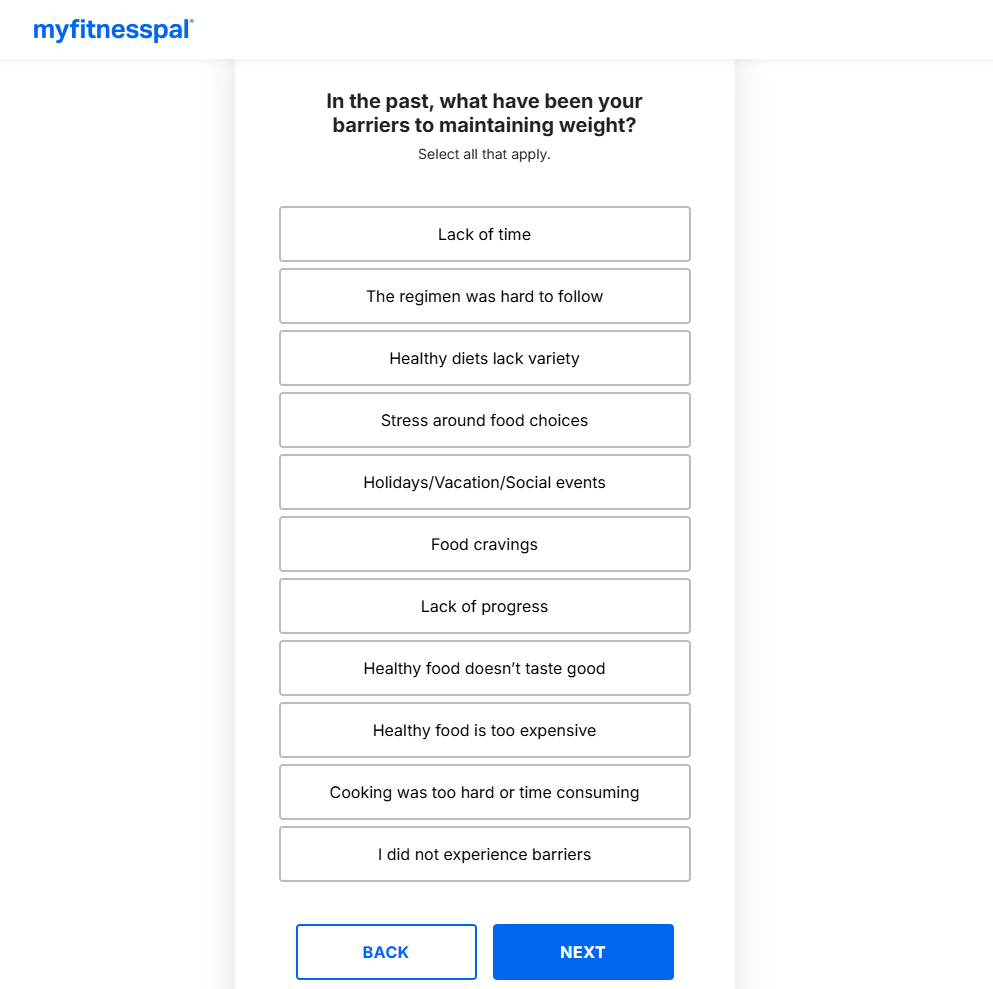 myfitnesspal®
In the past, what have been your
barriers to maintaining weight?
Select all that apply.
Lack of time
The regimen was hard to follow
Healthy diets lack variety
Stress around food choices
Holidays/Vacation/Social events
Food cravings
Lack of progress
Healthy food doesn’t taste good
Healthy food is too expensive
Cooking was too hard or time consuming
I did not experience barriers
BACK NEXT